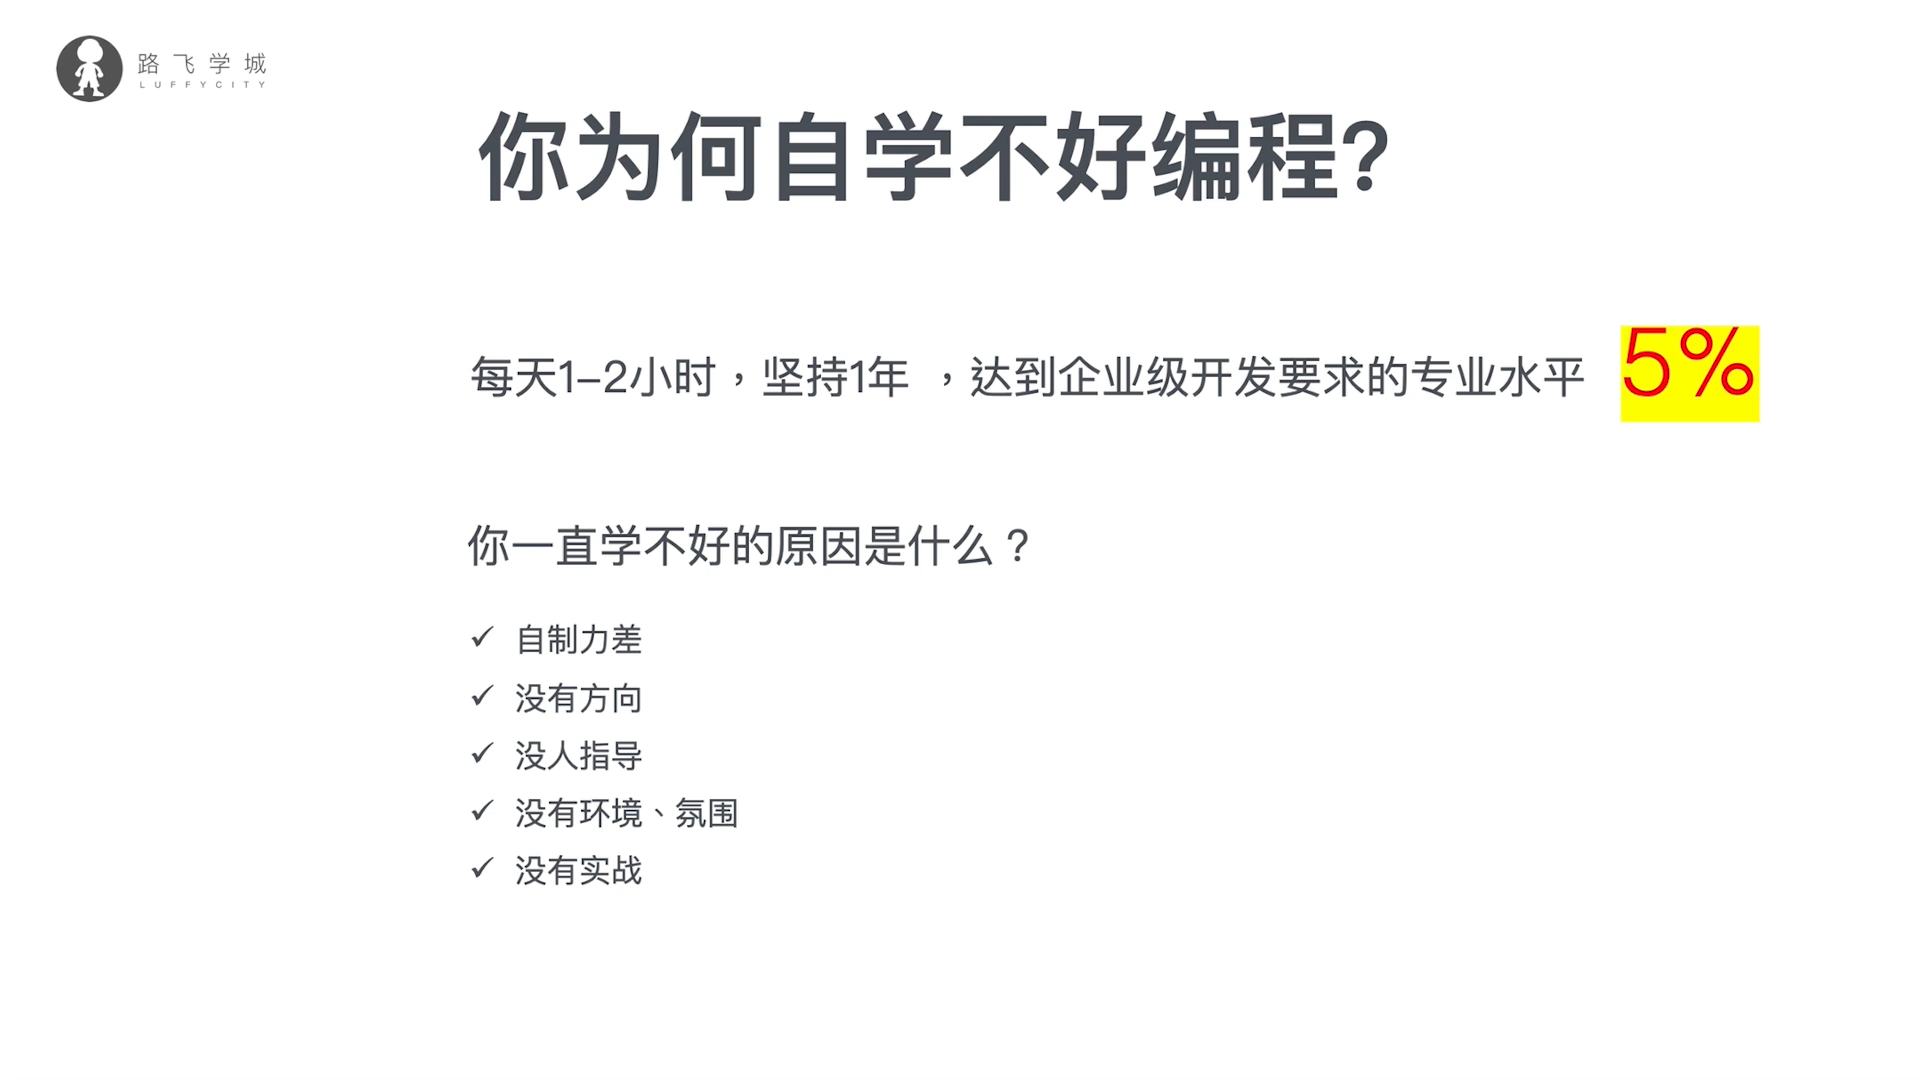 路飞学城
LUFFYCITY
你为何自学不好编程?
每天1-2小时，坚持1年 ，达到企业级开发要求的专业水平 5%
你一直学不好的原因是什么？
✓ 自制力差
✓ 没有方向
✓ 没人指导
✓ 没有环境、氛围
✓ 没有实战